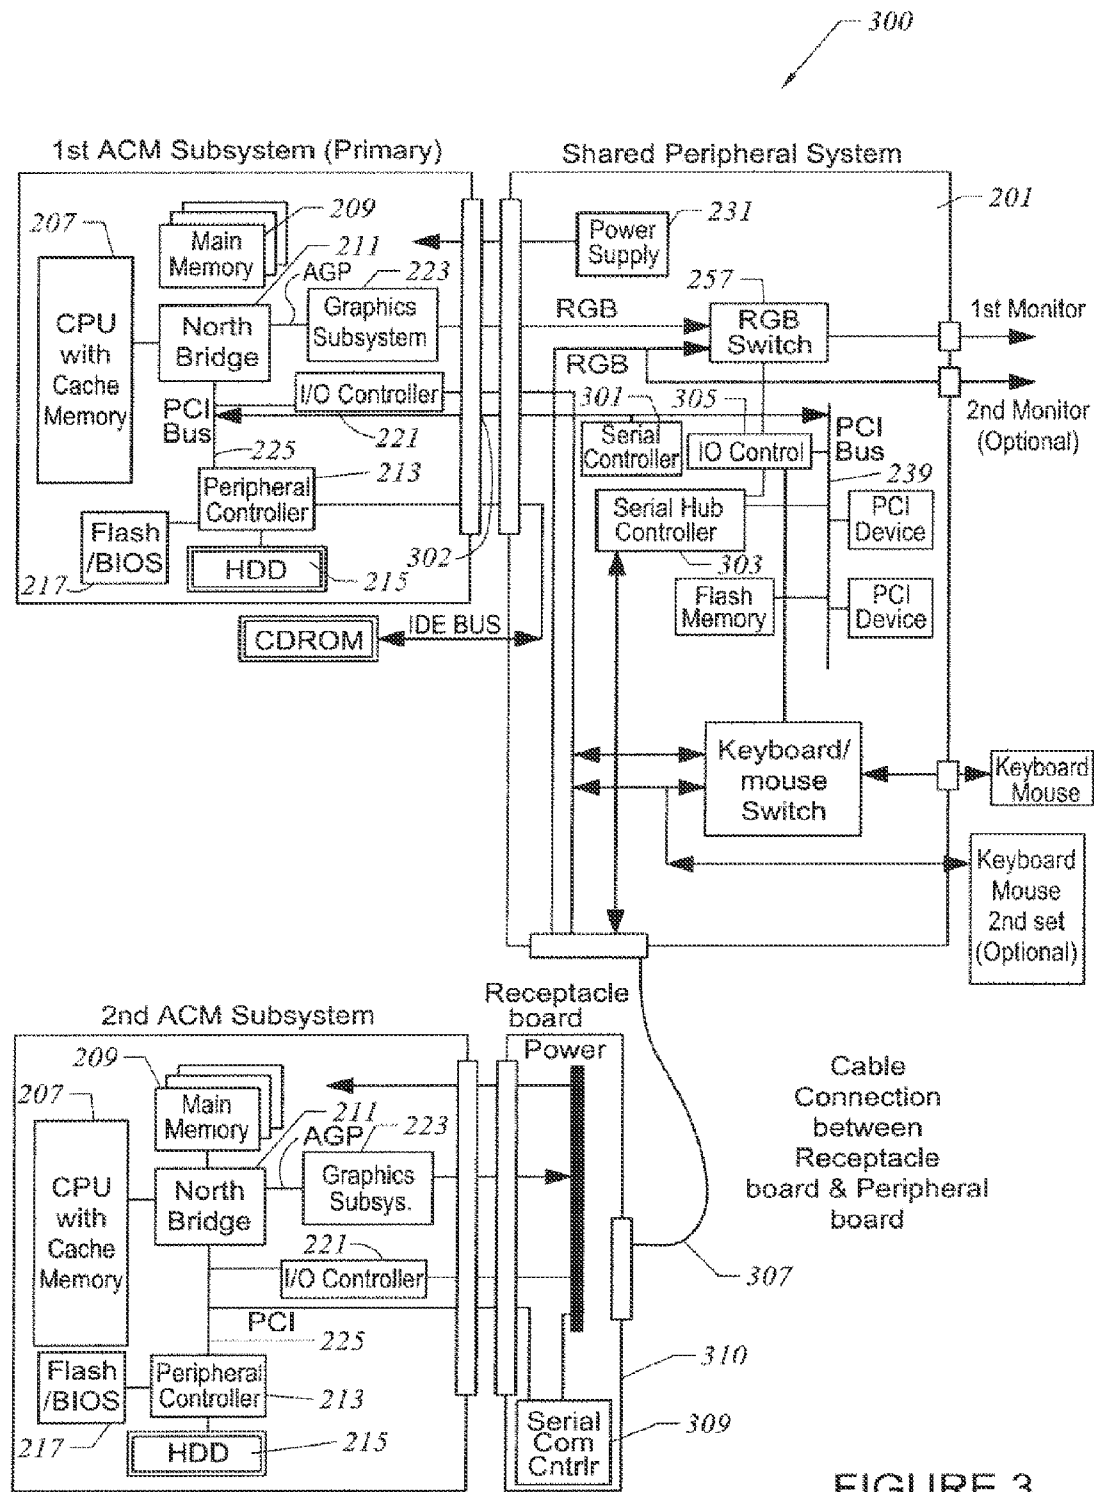 300
1st ACM Subsystem (Primary)
207
209
Main
Memory
211
AGP
223
CPU
with
Cache
Memory
North
Bridge
Graphics
Subsystem
I/O Controller
PCI
Bus
221
225
213
Peripheral
Controller
Flash
/BIOS
217
HDD
215
302
CDROM
IDE BUS
Shared Peripheral System
201
231
Power
Supply
257
RGB
RGB
RGB
Switch
1st Monitor
2nd Monitor
(Optional)
301
305
Serial
Controller
IO Control
PCI
Bus
239
Serial Hub
Controller
303
PCI
Device
Flash
Memory
PCI
Device
Keyboard/
mouse
Switch
Keyboard
Mouse
Keyboard
Mouse
2nd set
(Optional)
2nd ACM Subsystem
209
207
Main
Memory
211
AGP
223
CPU
with
Cache
Memory
North
Bridge
Graphics
Subsys.
221
I/O Controller
PCI
225
Flash
/BIOS
Peripheral
Controller
213
217
HDD
215
Receptacle
board
Power
Cable
Connection
between
Receptacle
board & Peripheral
board
307
310
Serial
Com
Cntrlr
309
FIGURE 3